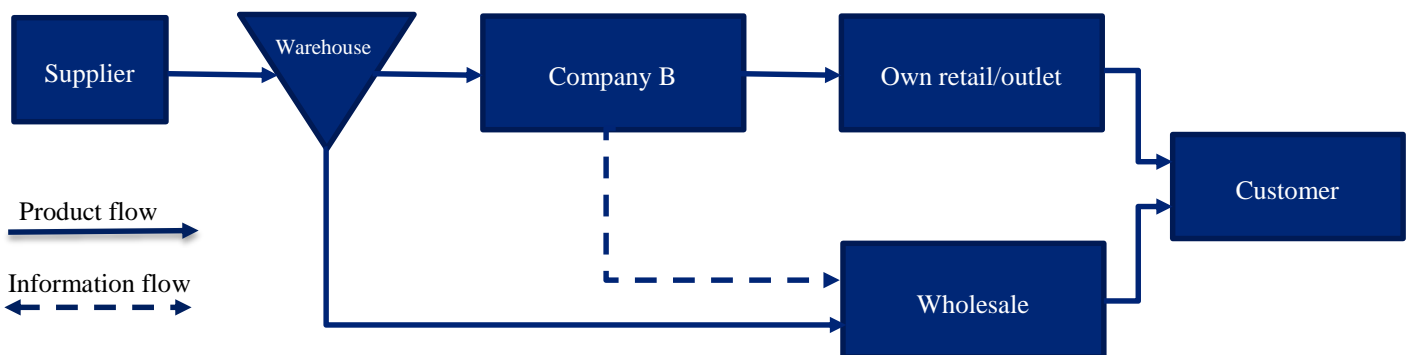 Supplier
Warehouse
Company B
Own retail/outlet
Customer
Product flow
Information flow
Wholesale